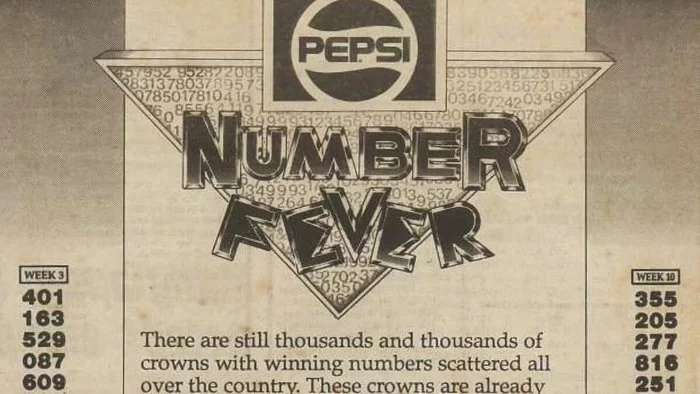 PEPSI
NUMBER
FEVER
WEEK 3
401
163
529
087
609
There are still thousands and thousands of
crowns with winning numbers scattered all
over the country. These crowns are already
WEEK 10
355
205
277
816
251